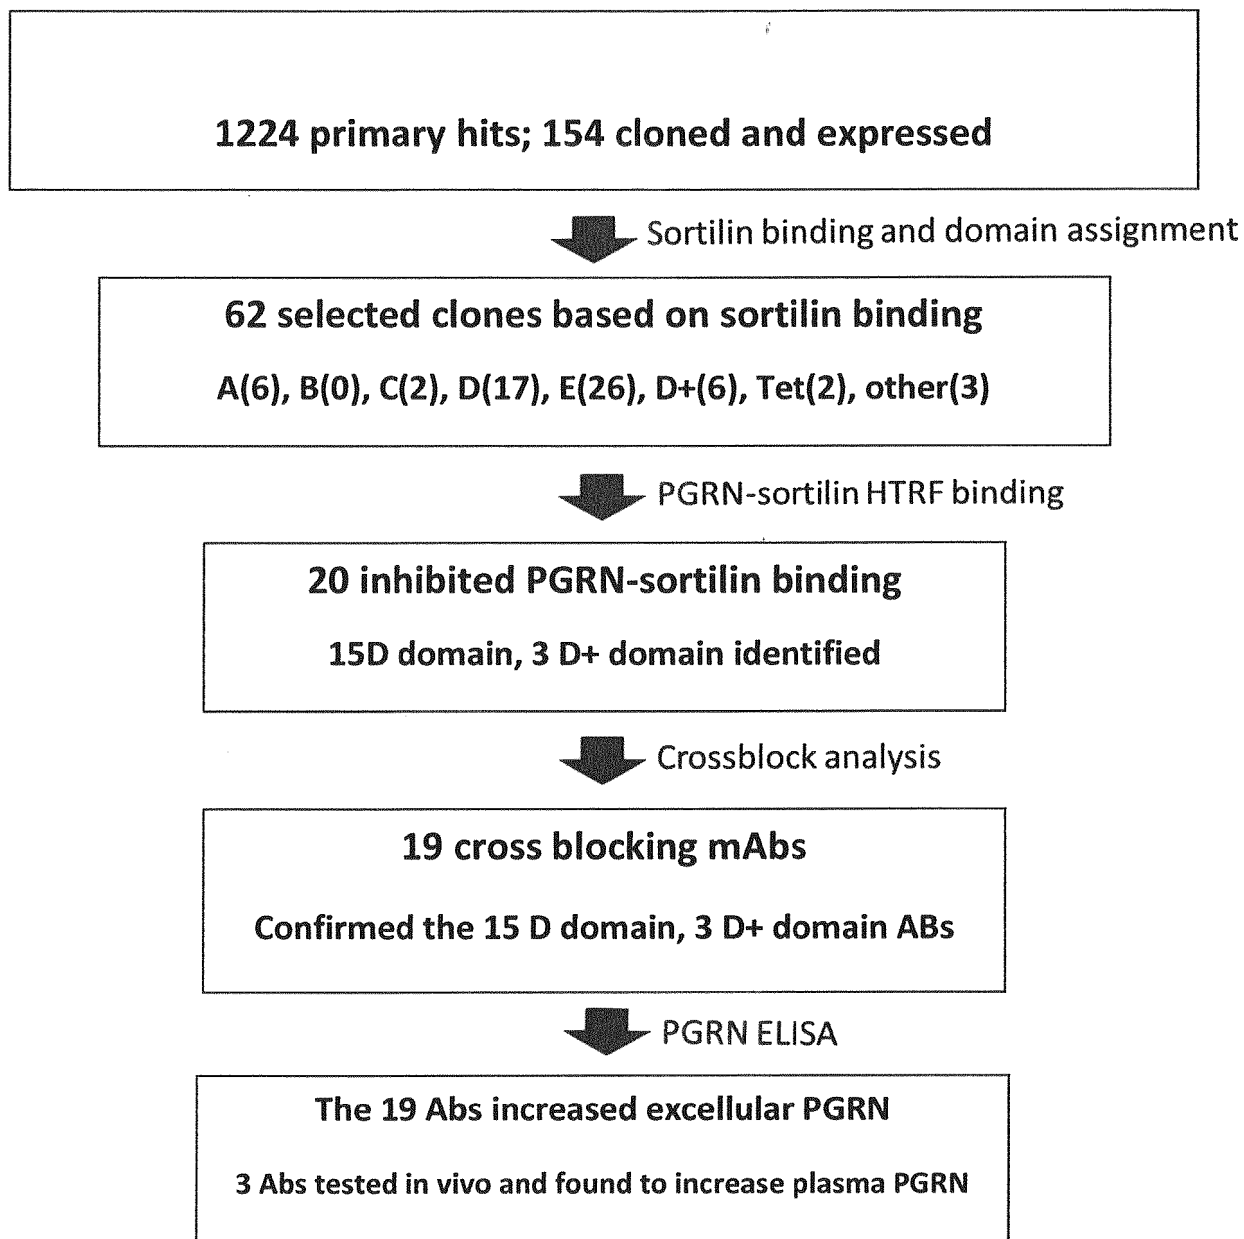 1224 primary hits; 154 cloned and expressed
Sortilin binding and domain assignment
62 selected clones based on sortilin binding
A(6), B(0), C(2), D(17), E(26), D+(6), Tet(2), other(3)
PGRN-sortilin HTRF binding
20 inhibited PGRN-sortilin binding
15D domain, 3 D+ domain identified
Crossblock analysis
19 cross blocking mAbs
Confirmed the 15 D domain, 3 D+ domain ABs
PGRN ELISA
The 19 Abs increased excellular PGRN
3 Abs tested in vivo and found to increase plasma PGRN